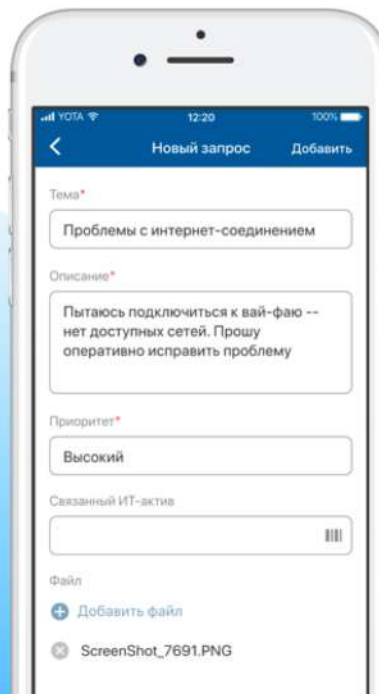 YOTA 12:20 100%
Новый запрос Добавить
Тема*
Проблемы с интернет-соединением
Описание*
Пытаюсь подключиться к вай-фаю --
нет доступных сетей. Прошу
оперативно исправить проблему
Приоритет*
Высокий
Связанный ИТ-актив
Файл
Добавить файл
ScreenShot_7691.PNG